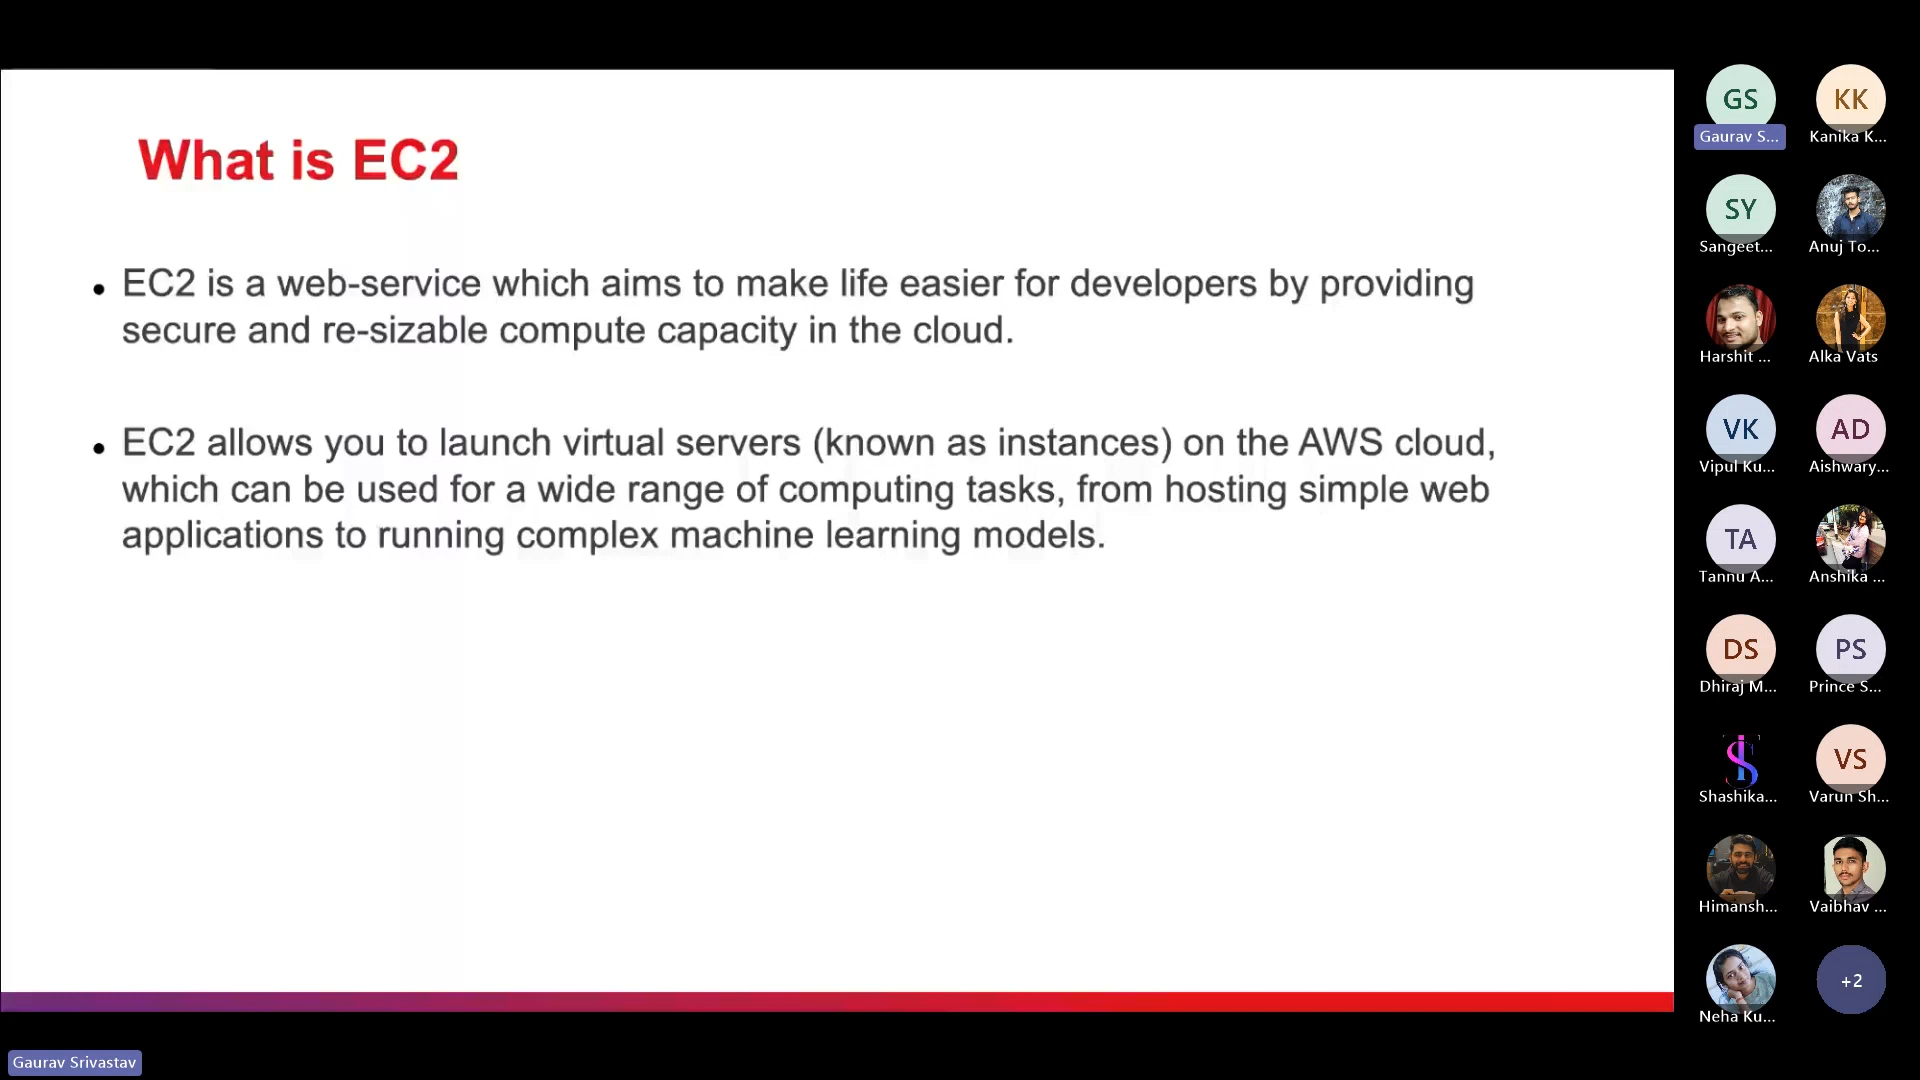 What is EC2
• EC2 is a web-service which aims to make life easier for developers by providing
secure and re-sizable compute capacity in the cloud.
• EC2 allows you to launch virtual servers (known as instances) on the AWS cloud,
which can be used for a wide range of computing tasks, from hosting simple web
applications to running complex machine learning models.
GS
Gaurav S...
KK
Kanika K...
SY
Sangeet...
Anuj To...
Harshit ...
Alka Vats
VK
Vipul Ku...
AD
Aishwary...
TA
Tannu A...
Anshika ...
DS
Dhiraj M...
PS
Prince S...
Shashika...
VS
Varun Sh...
Himansh...
Vaibhav ...
Neha Ku...
+2
Gaurav Srivastav